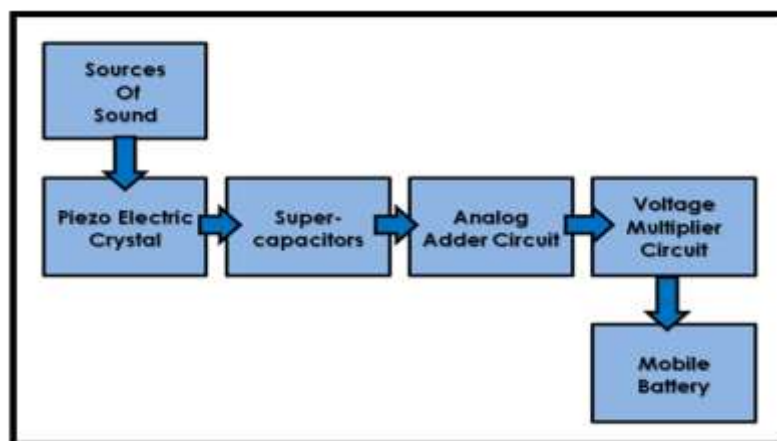 Sources
Of
Sound
Piezo Electric
Crystal
Super-
capacitors
Analog
Adder Circuit
Voltage
Multiplier
Circuit
Mobile
Battery